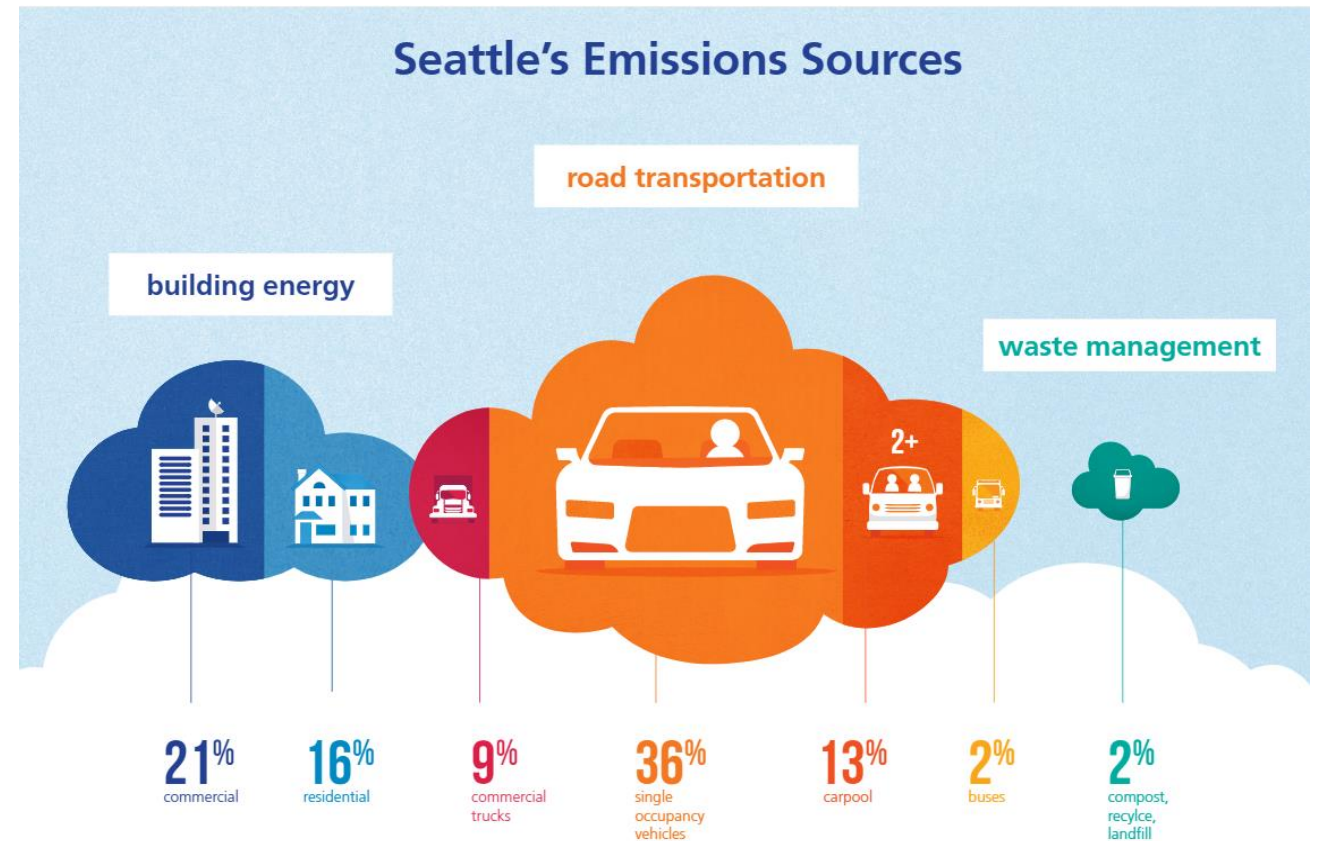 Seattle's Emissions Sources
road transportation
building energy
waste management
2+
21%
commercial
16%
residential
9%
commercial
trucks
36%
single
occupancy
vehicles
13%
carpool
2%
buses
2%
compost,
recylce,
landfill